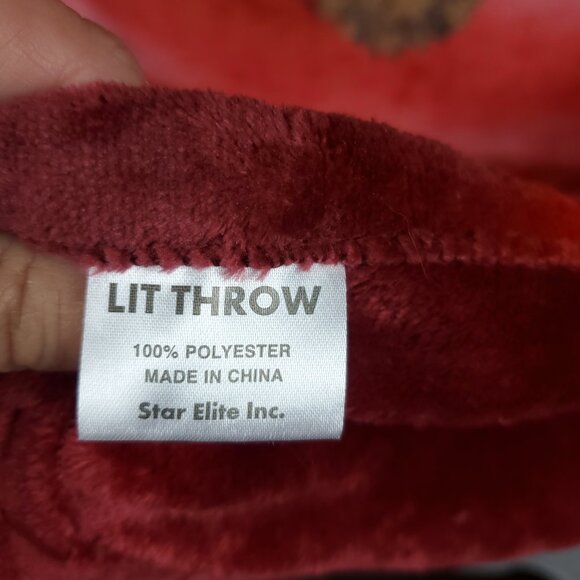 LIT THROW
100% POLYESTER
MADE IN CHINA
Star Elite Inc.